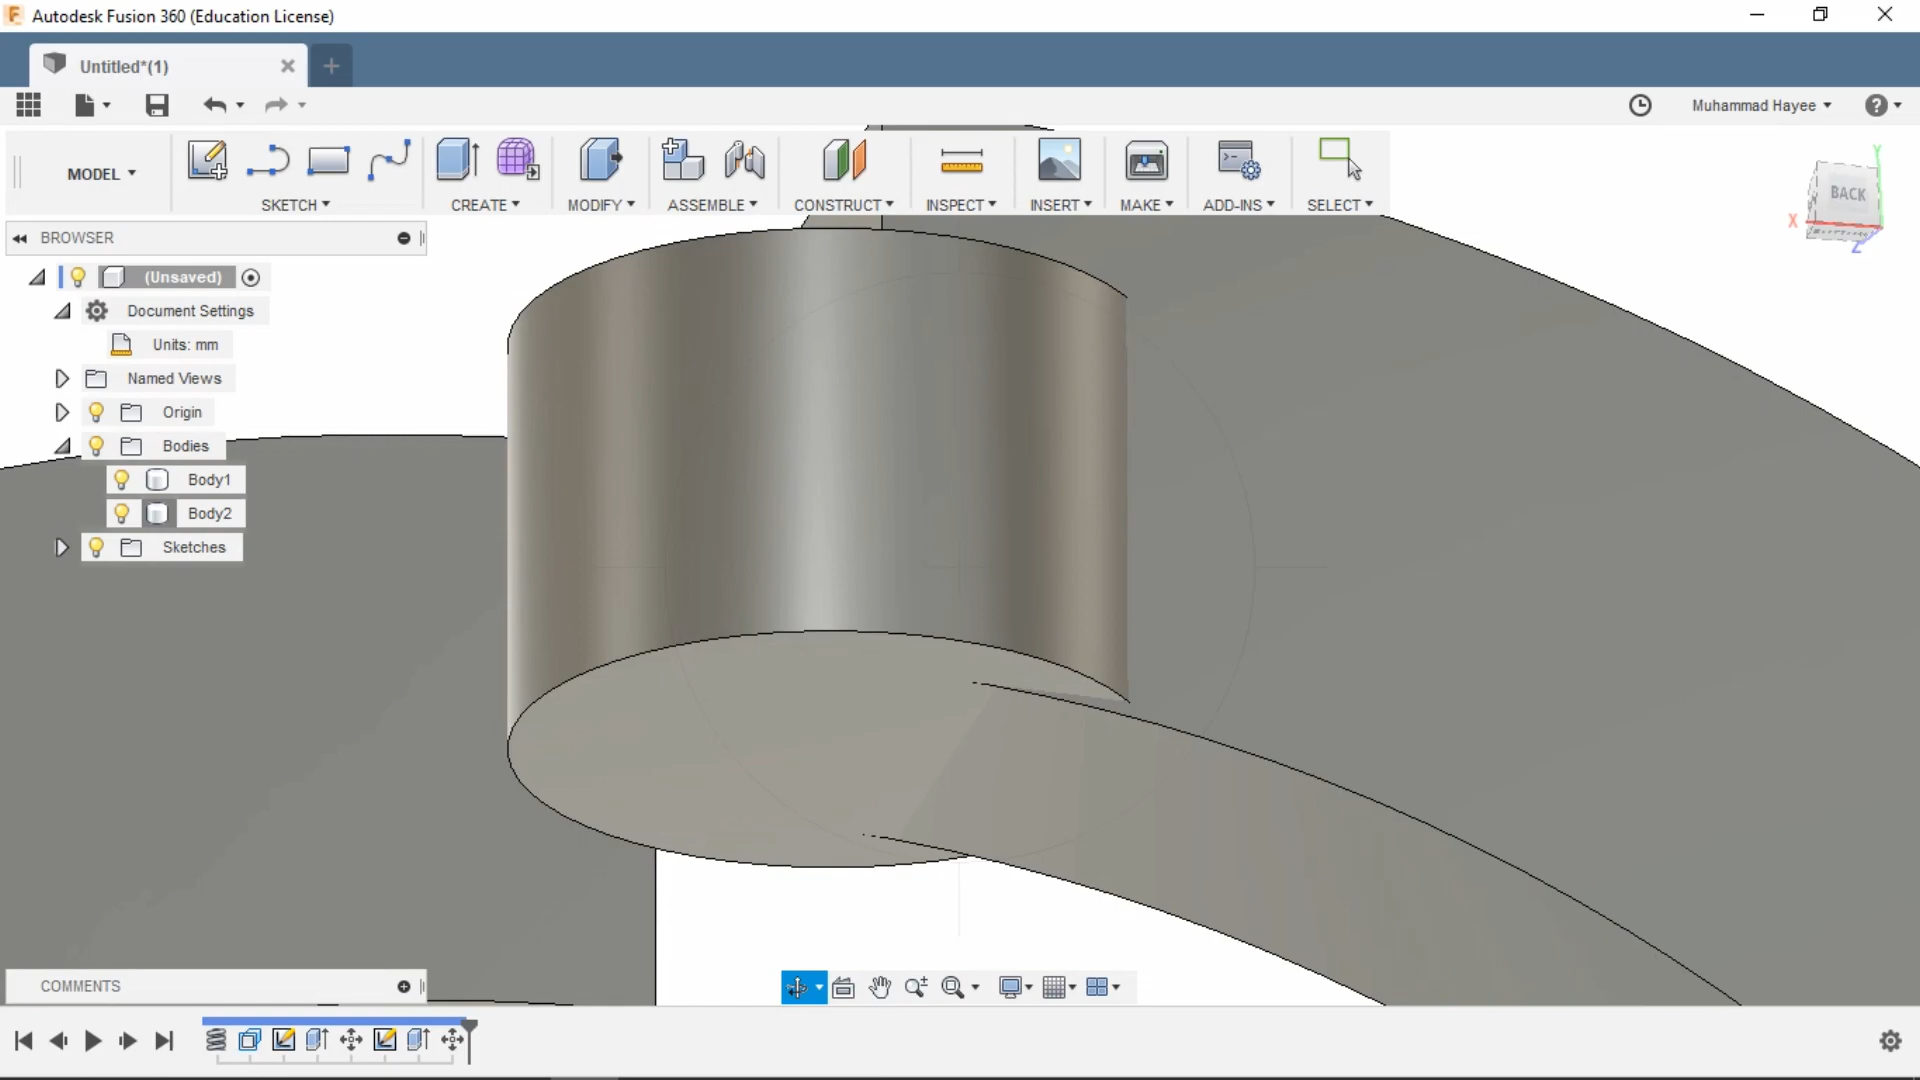 Autodesk Fusion 360 (Education License)
Untitled*(1)
Muhammad Hayee
MODEL
SKETCH
CREATE
MODIFY
ASSEMBLE
CONSTRUCT
INSPECT
INSERT
MAKE
ADD-INS
SELECT
Y
BACK
X
Z
BROWSER
(Unsaved)
Document Settings
Units: mm
Named Views
Origin
Bodies
Body1
Body2
Sketches
COMMENTS